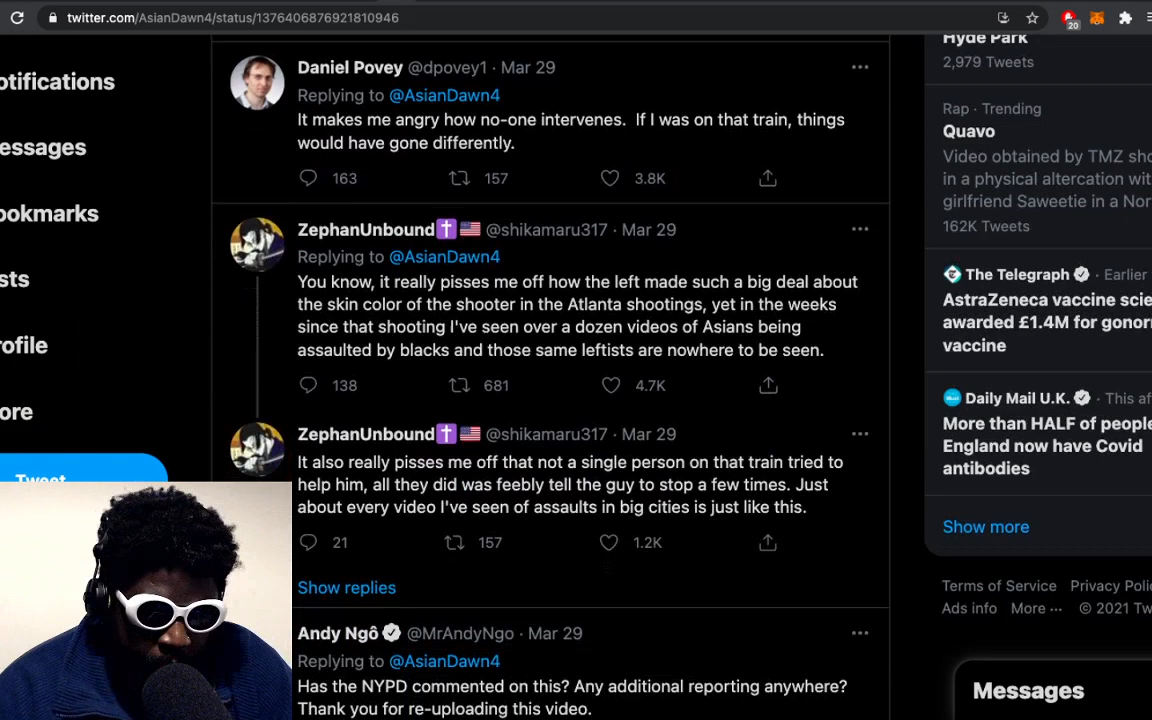 twitter.com/AsianDawn4/status/1376406876921810946
20
otifications
essages
ookmarks
sts
rofile
ore
Tweet
Daniel Povey @dpovey1 · Mar 29
Replying to @AsianDawn4
It makes me angry how no-one intervenes. If I was on that train, things
would have gone differently.
163 157 3.8K
ZephanUnbound✝️🇺🇸 @shikamaru317 · Mar 29
Replying to @AsianDawn4
You know, it really pisses me off how the left made such a big deal about
the skin color of the shooter in the Atlanta shootings, yet in the weeks
since that shooting I've seen over a dozen videos of Asians being
assaulted by blacks and those same leftists are nowhere to be seen.
138 681 4.7K
ZephanUnbound✝️🇺🇸 @shikamaru317 · Mar 29
It also really pisses me off that not a single person on that train tried to
help him, all they did was feebly tell the guy to stop a few times. Just
about every video I've seen of assaults in big cities is just like this.
21 157 1.2K
Show replies
Andy Ngô @MrAndyNgo · Mar 29
Replying to @AsianDawn4
Has the NYPD commented on this? Any additional reporting anywhere?
Thank you for re-uploading this video.
Hyde Park
2,979 Tweets
Rap · Trending
Quavo
Video obtained by TMZ sho
in a physical altercation wit
girlfriend Saweetie in a Nor
162K Tweets
The Telegraph · Earlier
AstraZeneca vaccine scie
awarded £1.4M for gonorr
vaccine
Daily Mail U.K. · This af
More than HALF of people
England now have Covid
antibodies
Show more
Terms of Service Privacy Poli
Ads info More ··· © 2021 Tw
Messages